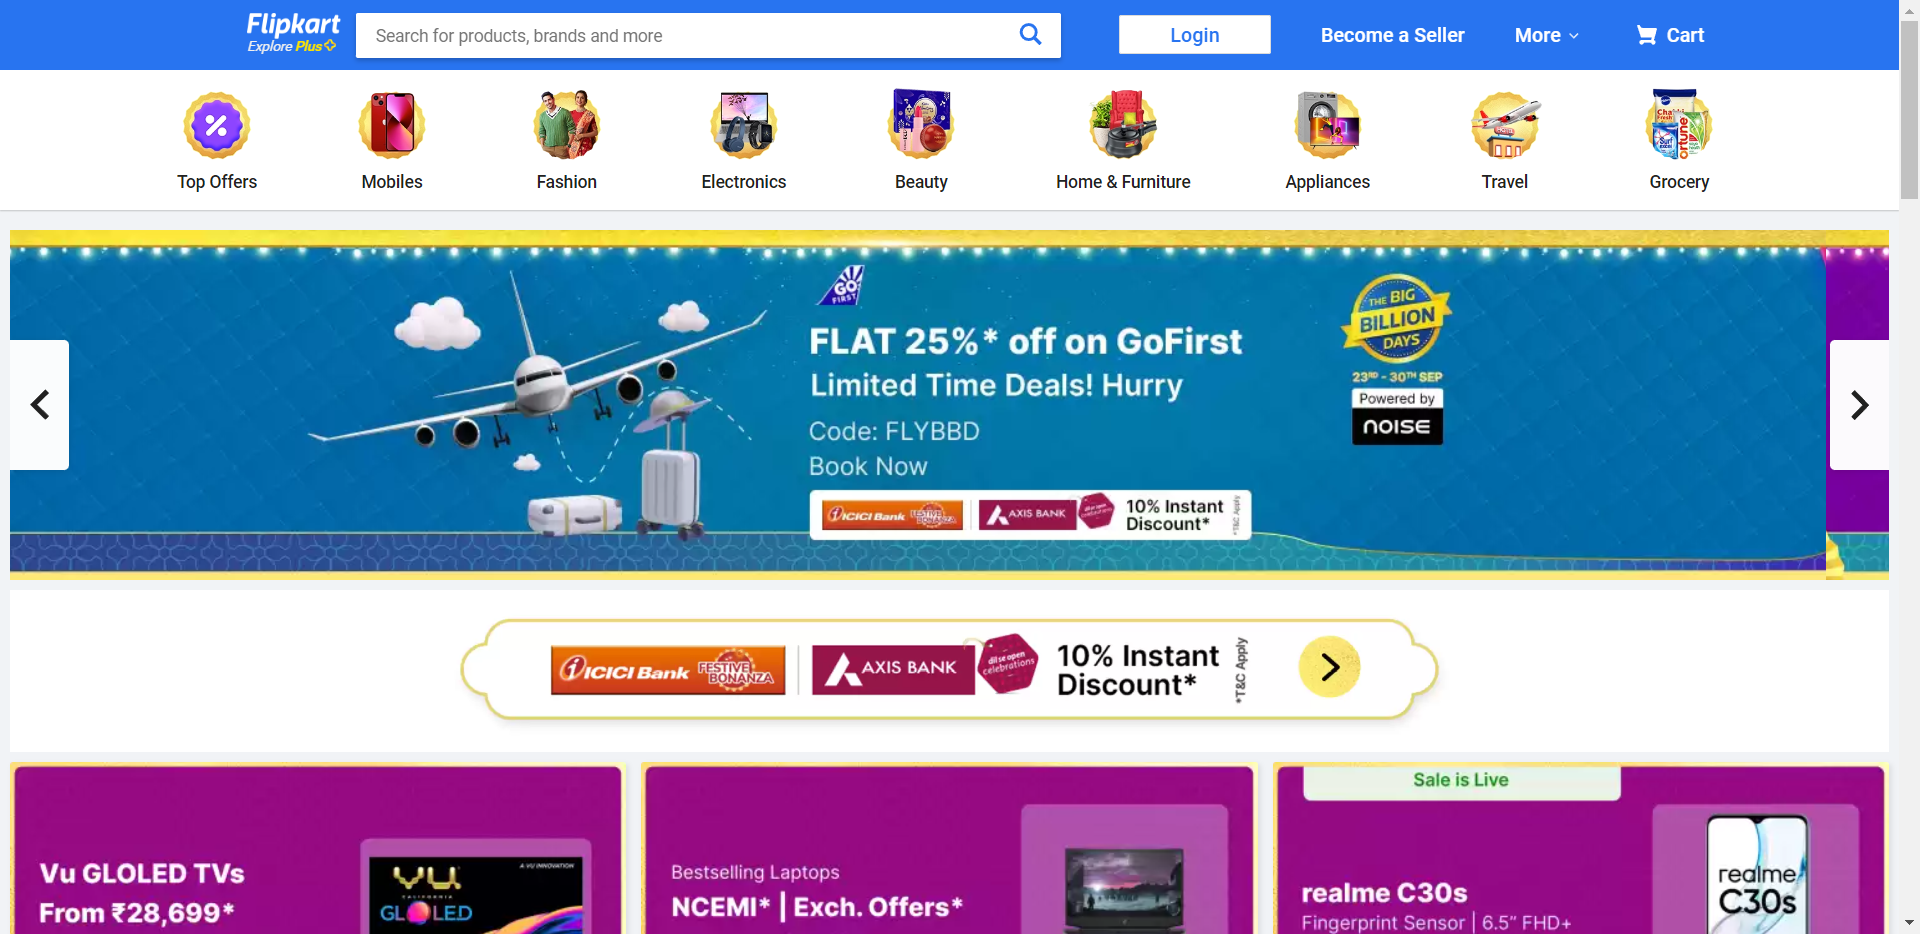 Flipkart
Explore Plus
Search for products, brands and more
Login
Become a Seller
More
Cart
Top Offers
Mobiles
Fashion
Electronics
Beauty
Home & Furniture
Appliances
Travel
Grocery
GO
FIRST
FLAT 25%* off on GoFirst
Limited Time Deals! Hurry
Code: FLYBBD
Book Now
ICICI Bank FESTIVE BONANZA
AXIS BANK
10% Instant
Discount*
*T&C Apply
THE BIG
BILLION
DAYS
23RD - 30TH SEP
Powered by
NOISE
ICICI Bank
FESTIVE
BONANZA
AXIS BANK
dil se open
celebrations
10% Instant
Discount*
*T&C Apply
Vu GLOLED TVs
From ₹28,699*
A VU INNOVATION
VU
CALIFORNIA
GLOLED
Bestselling Laptops
NCEMI* | Exch. Offers*
Sale is Live
realme C30s
Fingerprint Sensor | 6.5” FHD+
realme
C30s